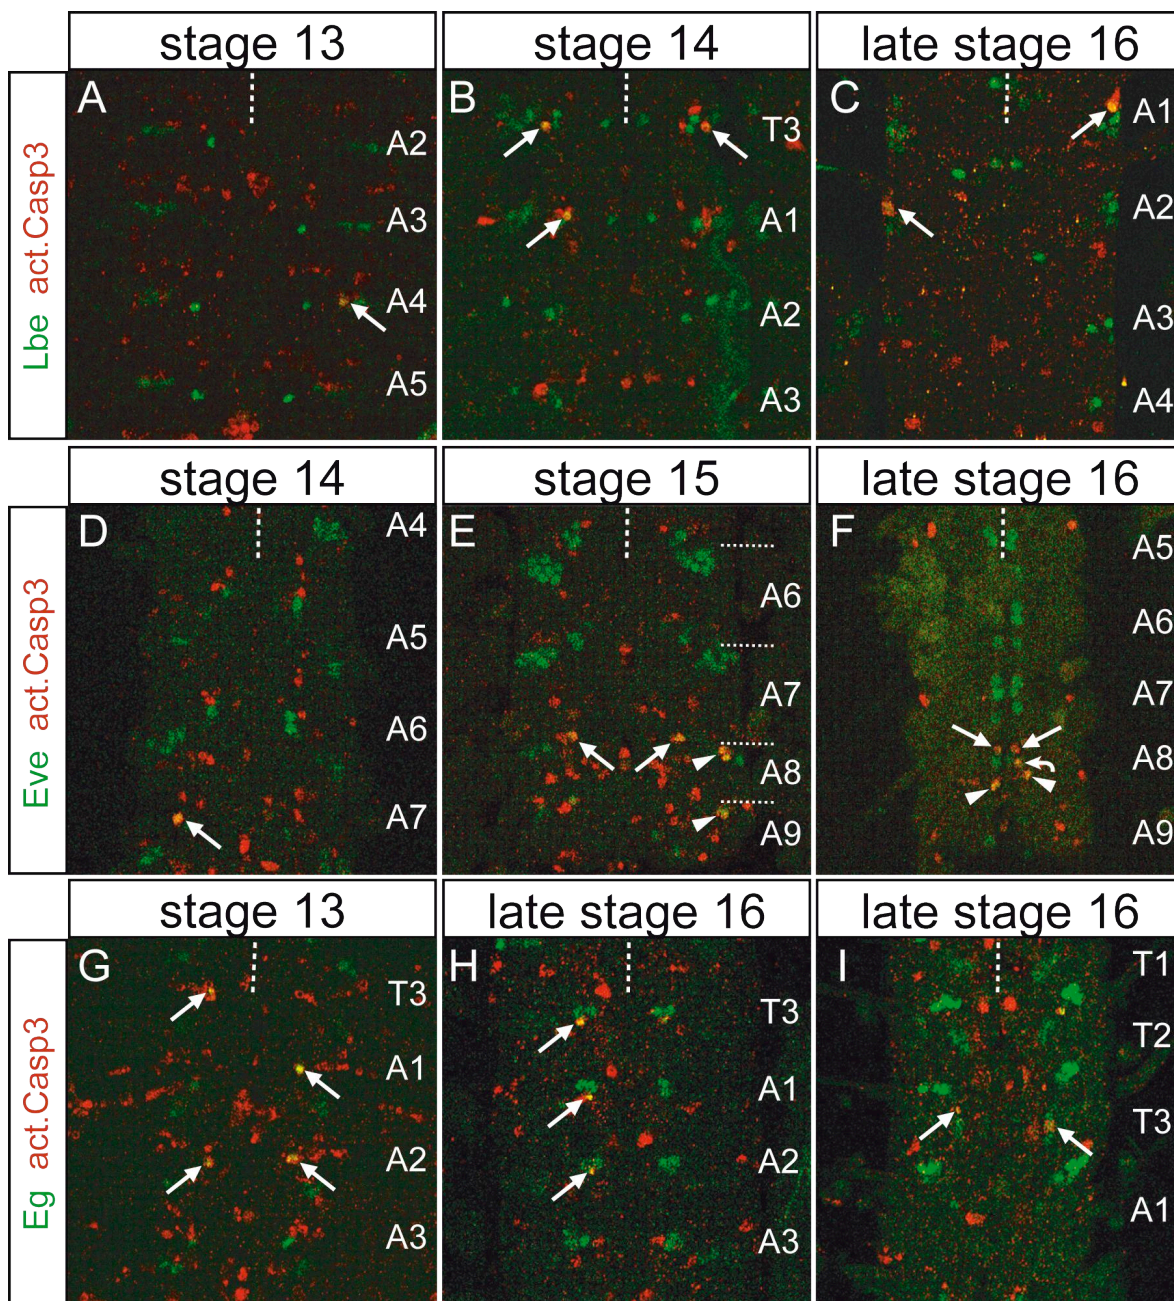 stage 13
stage 14
late stage 16
Lbe act.Casp3
A
A2
A3
A4
A5
B
T3
A1
A2
A3
C
A1
A2
A3
A4
stage 14
stage 15
late stage 16
Eve act.Casp3
D
A4
A5
A6
A7
E
A6
A7
A8
A9
F
A5
A6
A7
A8
A9
stage 13
late stage 16
late stage 16
Eg act.Casp3
G
T3
A1
A2
A3
H
T3
A1
A2
A3
I
T1
T2
T3
A1